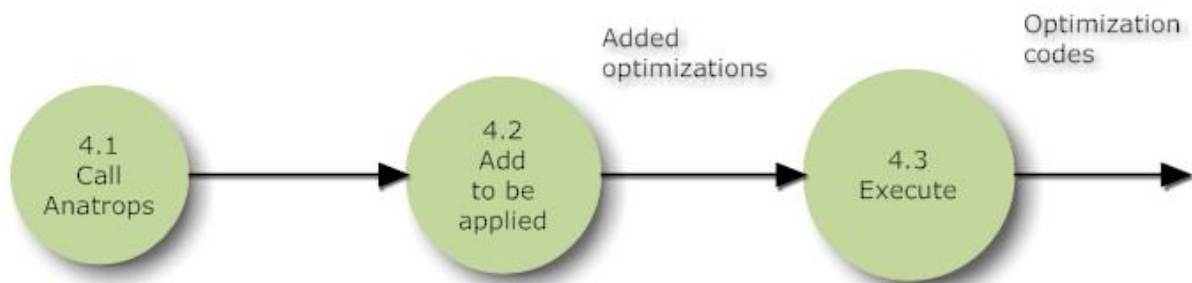 Added
optimizations
Optimization
codes
4.1
Call
Anatrops
4.2
Add
to be
applied
4.3
Execute